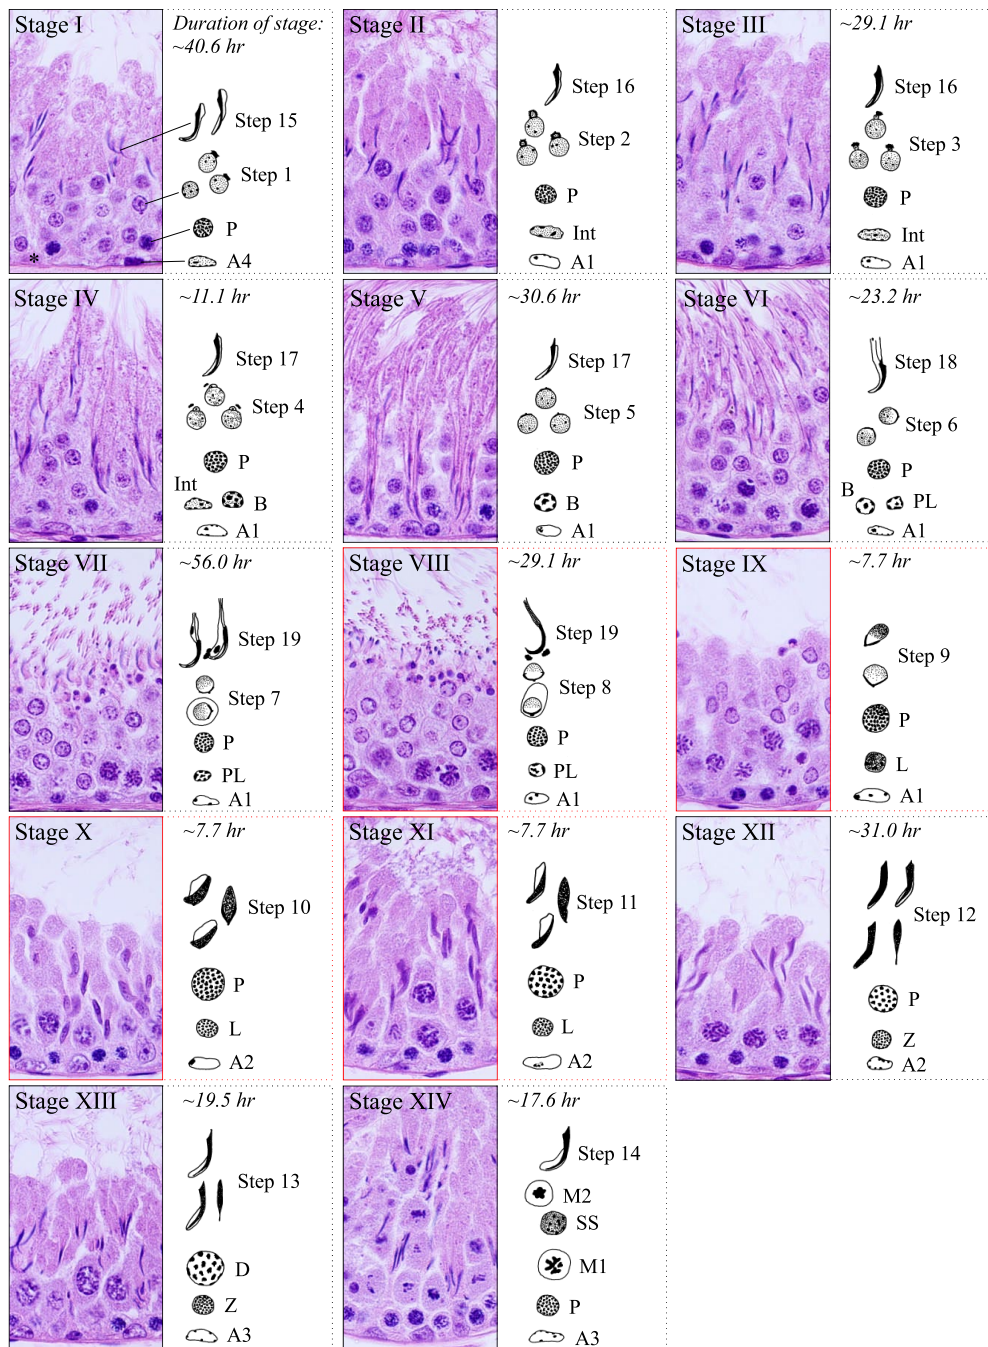 Stage I
Duration of stage:
~40.6 hr
Step 15
Step 1
P
A4
*
Stage II
Step 16
Step 2
P
Int
A1
Stage III
~29.1 hr
Step 16
Step 3
P
Int
A1
Stage IV
~11.1 hr
Step 17
Step 4
P
Int
B
A1
Stage V
~30.6 hr
Step 17
Step 5
P
B
A1
Stage VI
~23.2 hr
Step 18
Step 6
P
B
PL
A1
Stage VII
~56.0 hr
Step 19
Step 7
P
PL
A1
Stage VIII
~29.1 hr
Step 19
Step 8
P
PL
A1
Stage IX
~7.7 hr
Step 9
P
L
A1
Stage X
~7.7 hr
Step 10
P
L
A2
Stage XI
~7.7 hr
Step 11
P
L
A2
Stage XII
~31.0 hr
Step 12
P
Z
A2
Stage XIII
~19.5 hr
Step 13
D
Z
A3
Stage XIV
~17.6 hr
Step 14
M2
SS
M1
P
A3